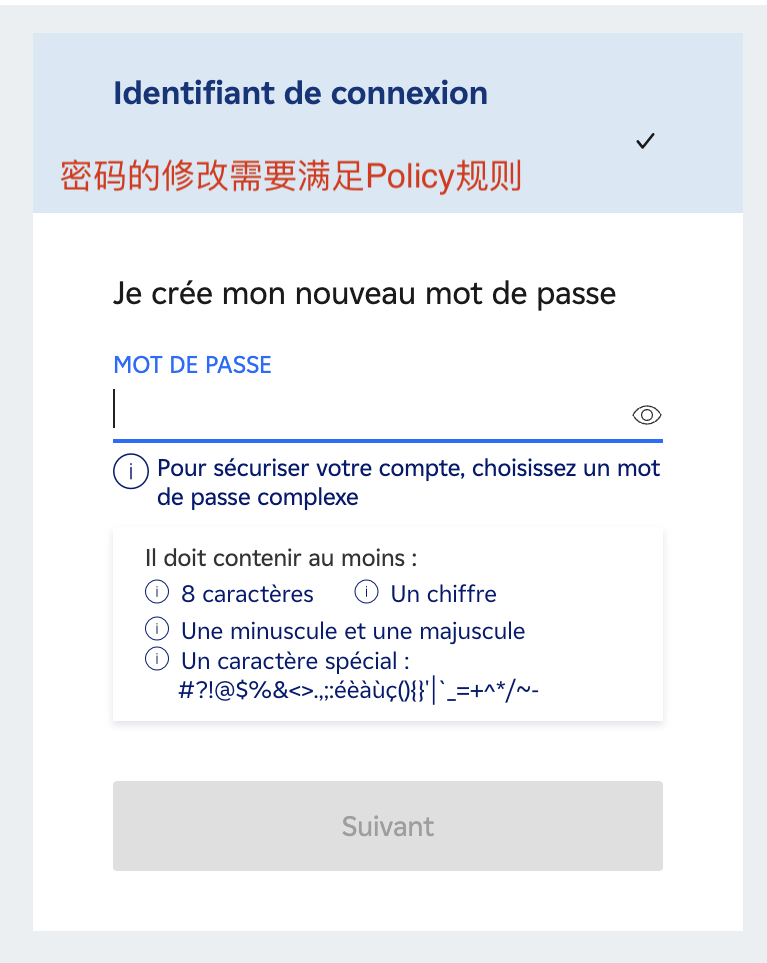 Identifiant de connexion
密码的修改需要满足Policy规则
Je crée mon nouveau mot de passe
MOT DE PASSE
Pour sécuriser votre compte, choisissez un mot
de passe complexe
Il doit contenir au moins :
8 caractères
Un chiffre
Une minuscule et une majuscule
Un caractère spécial :
#?!@$%&<>.,;:éèàùç(){}'|`_=+^*/~-
Suivant